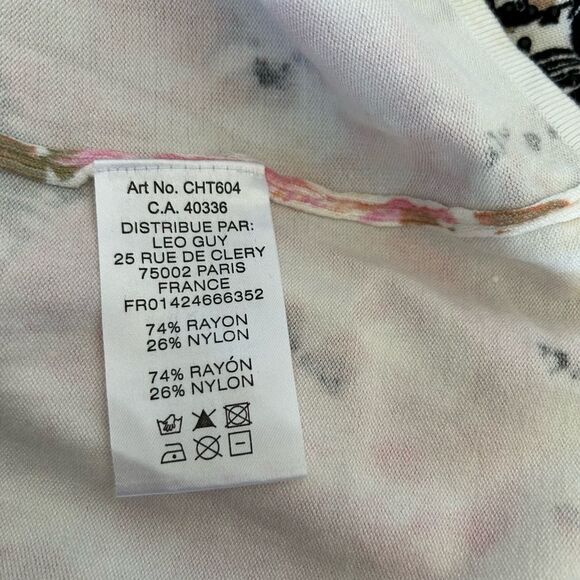 Art No. CHT604
C.A. 40336
DISTRIBUE PAR:
LEO GUY
25 RUE DE CLERY
75002 PARIS
FRANCE
FR01424666352
74% RAYON
26% NYLON
74% RAYÓN
26% NYLON